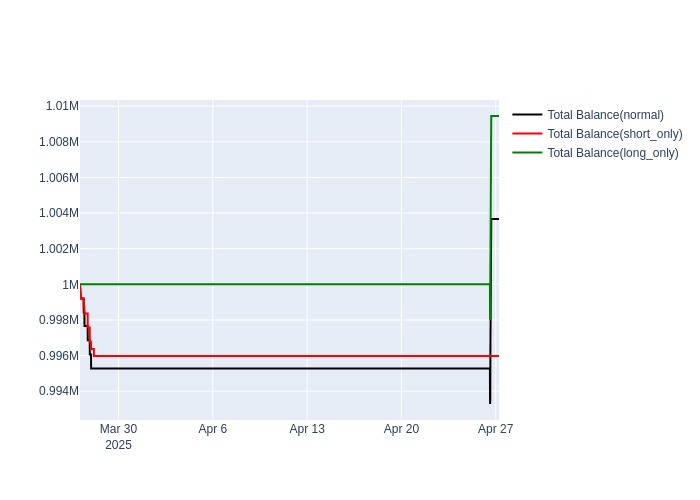 1.01M
1.008M
1.006M
1.004M
1.002M
1M
0.998M
0.996M
0.994M
Mar 30
2025
Apr 6
Apr 13
Apr 20
Apr 27
Total Balance(normal)
Total Balance(short_only)
Total Balance(long_only)